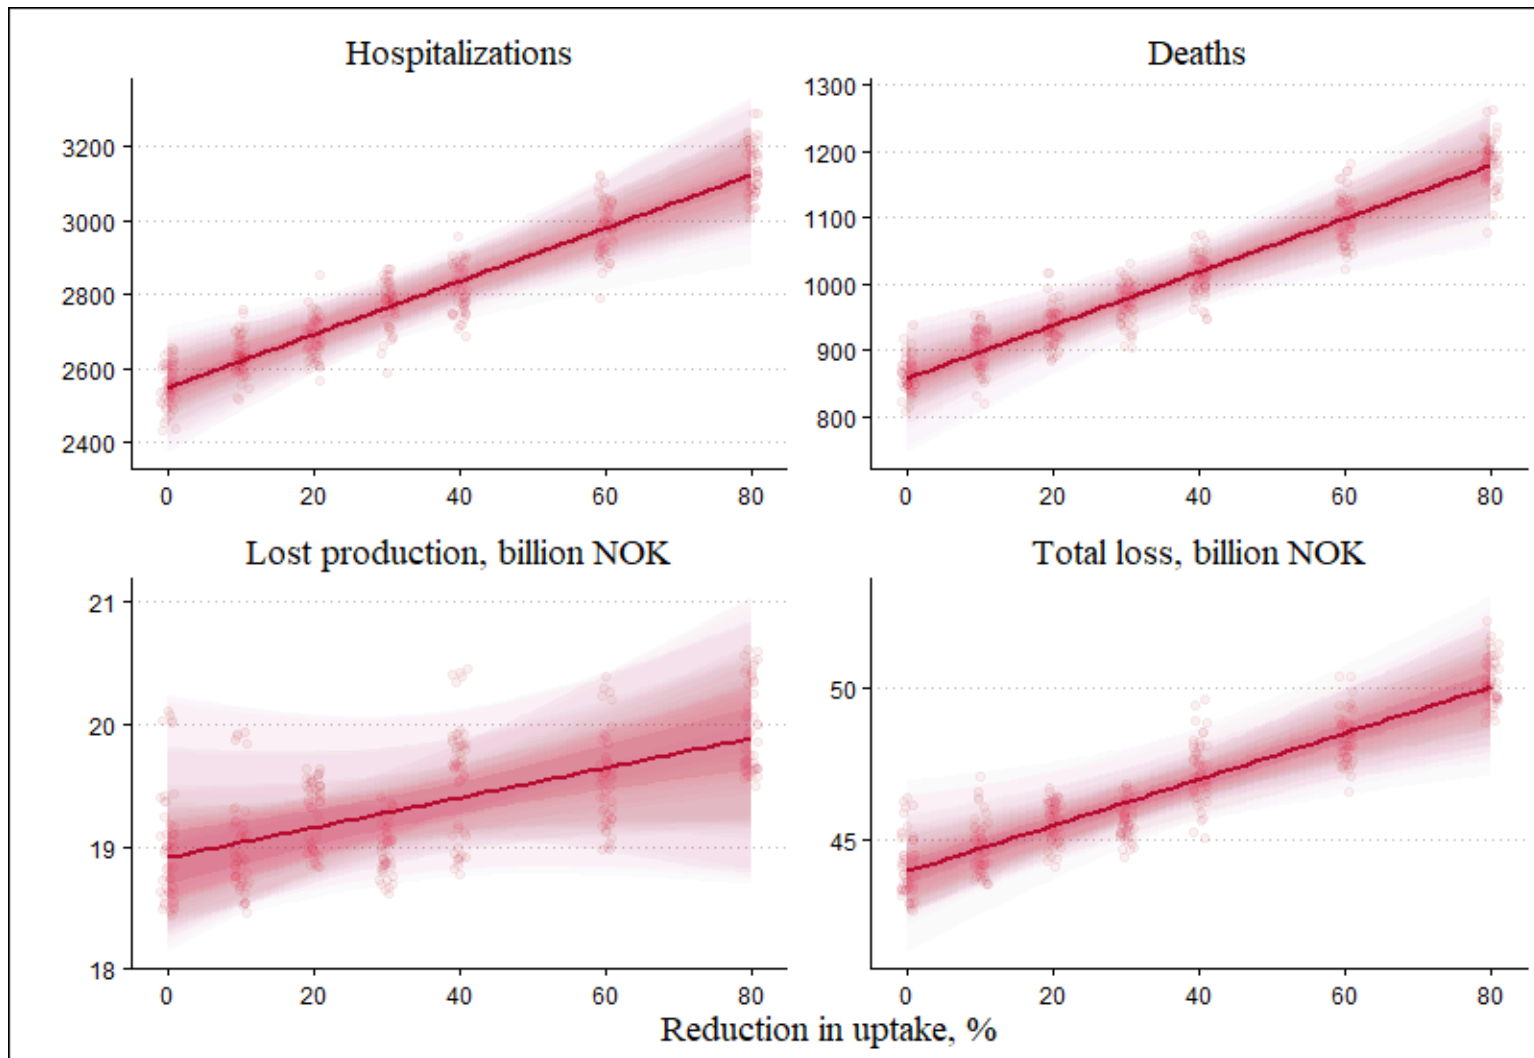 Hospitalizations
3200
3000
2800
2600
2400
0 20 40 60 80
Deaths
1300
1200
1100
1000
900
800
0 20 40 60 80
Lost production, billion NOK
21
20
19
18
0 20 40 60 80
Total loss, billion NOK
50
45
0 20 40 60 80
Reduction in uptake, %